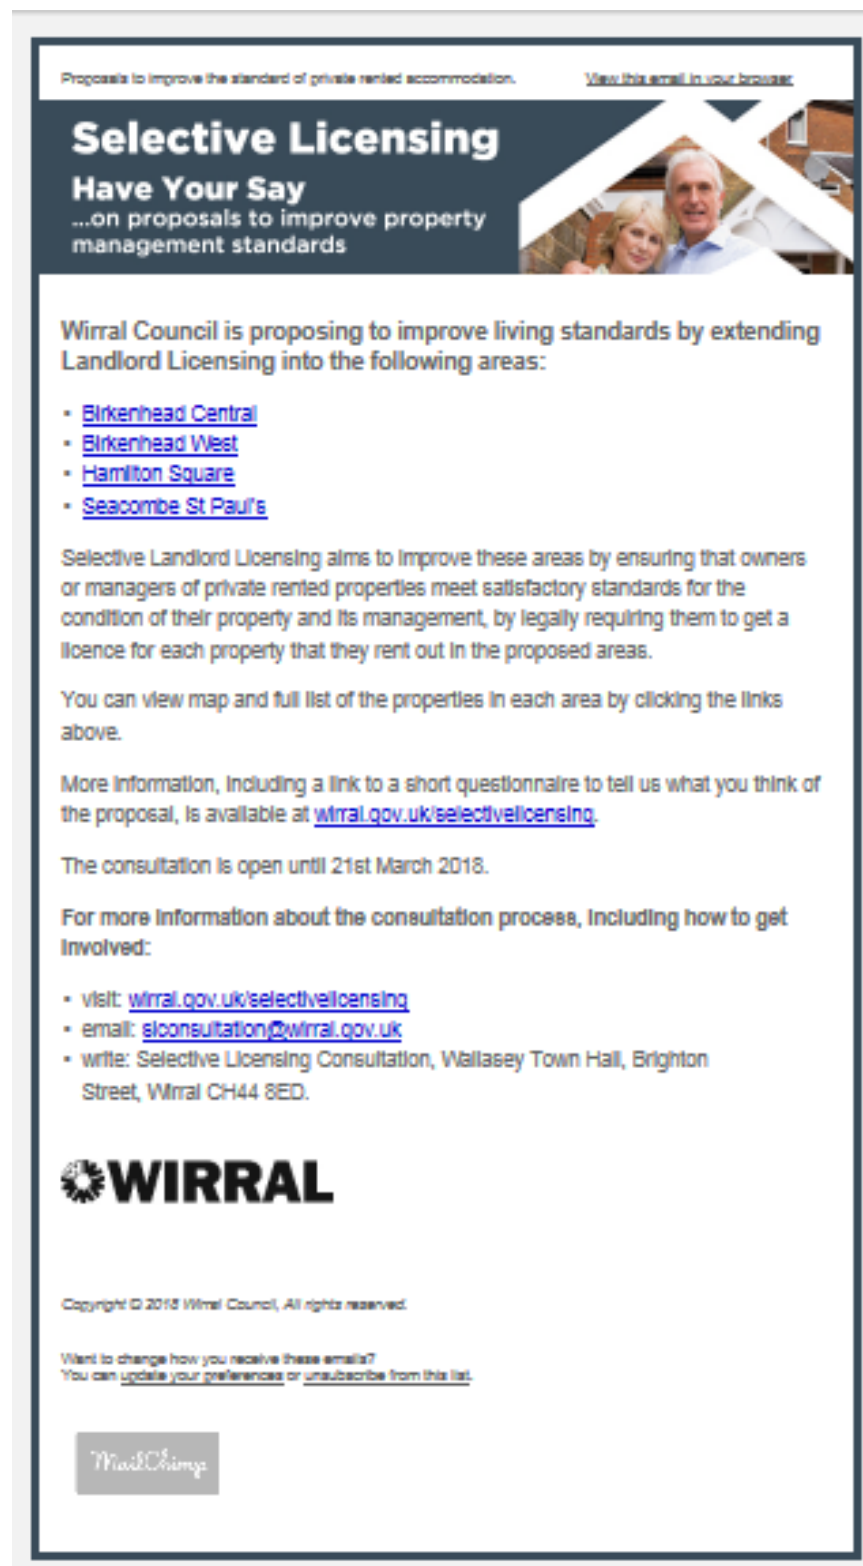 Proposals to improve the standard of private rented accommodation. View this email in your browser
Selective Licensing
Have Your Say
...on proposals to improve property
management standards
Wirral Council is proposing to improve living standards by extending
Landlord Licensing into the following areas:
▪ Birkenhead Central
▪ Birkenhead West
▪ Hamilton Square
▪ Seacombe St Paul's
Selective Landlord Licensing aims to improve these areas by ensuring that owners
or managers of private rented properties meet satisfactory standards for the
condition of their property and its management, by legally requiring them to get a
licence for each property that they rent out in the proposed areas.
You can view map and full list of the properties in each area by clicking the links
above.
More information, including a link to a short questionnaire to tell us what you think of
the proposal, is available at wirral.gov.uk/selectivelicensing.
The consultation is open until 21st March 2018.
For more information about the consultation process, including how to get
involved:
▪ visit: wirral.gov.uk/selectivelicensing
▪ email: slconsultation@wirral.gov.uk
▪ write: Selective Licensing Consultation, Wallasey Town Hall, Brighton
Street, Wirral CH44 8ED.
WIRRAL
Copyright © 2018 Wirral Council, All rights reserved.
Want to change how you receive these emails?
You can update your preferences or unsubscribe from this list.
MailChimp